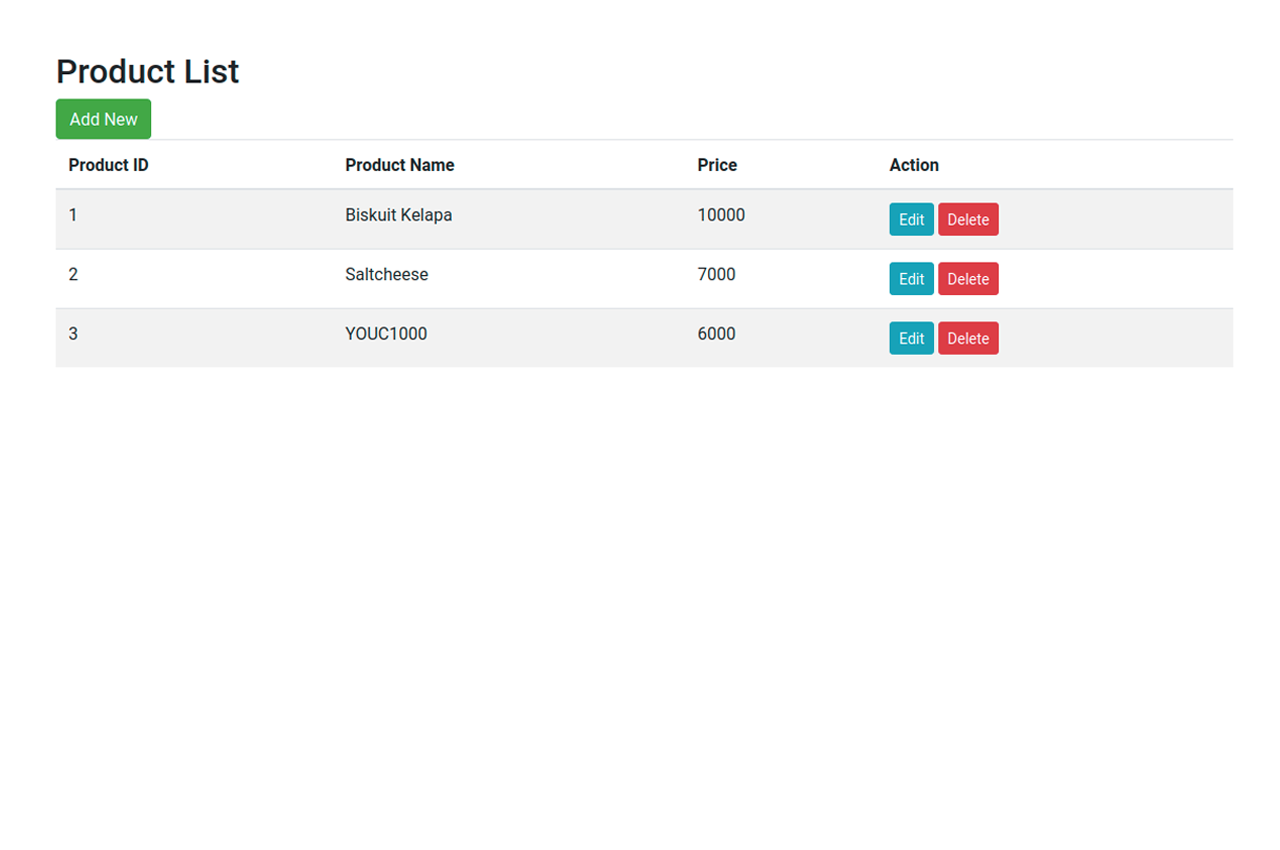 Product List
Add New
Product ID Product Name Price Action
1 Biskuit Kelapa 10000 Edit Delete
2 Saltcheese 7000 Edit Delete
3 YOUC1000 6000 Edit Delete